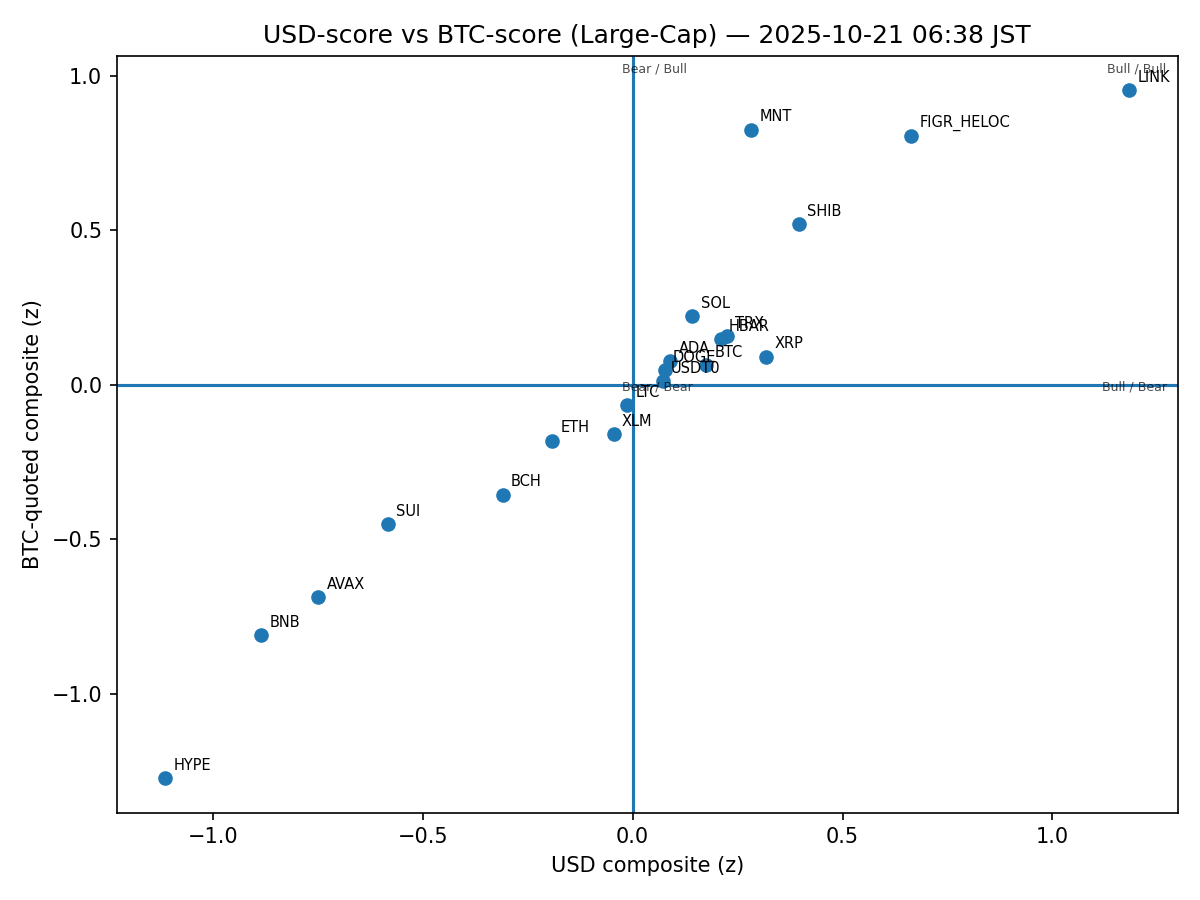 USD-score vs BTC-score (Large-Cap) — 2025-10-21 06:38 JST
Bear / Bull
Bull / Bull
LINK
MNT
FIGR_HELOC
SHIB
SOL
TRX
HBAR
XRP
ADA
BTC
DOGE
Bear / Bear
Bull / Bear
LTC
XLM
ETH
BCH
SUI
AVAX
BNB
HYPE
1.0
0.5
0.0
−0.5
−1.0
BTC-quoted composite (z)
−1.0
−0.5
0.0
0.5
1.0
USD composite (z)